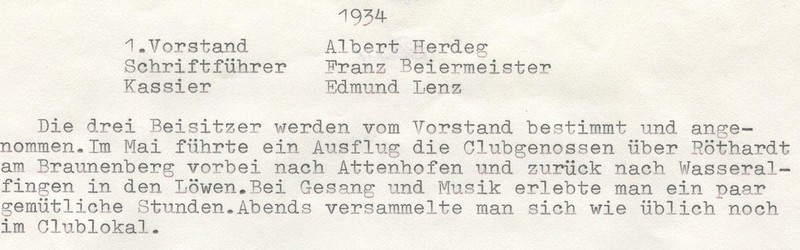 1934
1.Vorstand Albert Herdeg
Schriftführer Franz Beiermeister
Kassier Edmund Lenz
Die drei Beisitzer werden vom Vorstand bestimmt und ange-
nommen.Im Mai führte ein Ausflug die Clubgenossen über Röthardt
am Braunenberg vorbei nach Attenhofen und zurück nach Wasseral-
fingen in den Löwen.Bei Gesang und Musik erlebte man ein paar
gemütliche Stunden.Abends versammelte man sich wie üblich noch
im Clublokal.